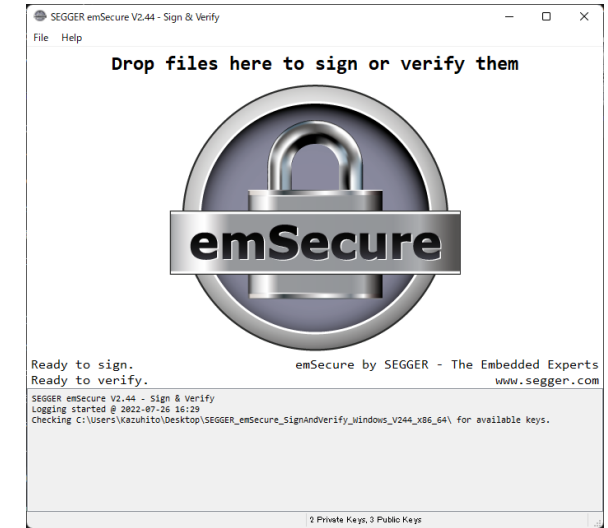 SEGGER emSecure V2.44 - Sign & Verify
File Help
Drop files here to sign or verify them
emSecure
Ready to sign. emSecure by SEGGER - The Embedded Experts
Ready to verify. www.segger.com
SEGGER emSecure V2.44 - Sign & Verify
Logging started @ 2022-07-26 16:29
Checking C:\Users\Kazuhito\Desktop\SEGGER_emSecure_SignAndVerify_Windows_V244_x86_64\ for available keys.
2 Private Keys, 3 Public Keys